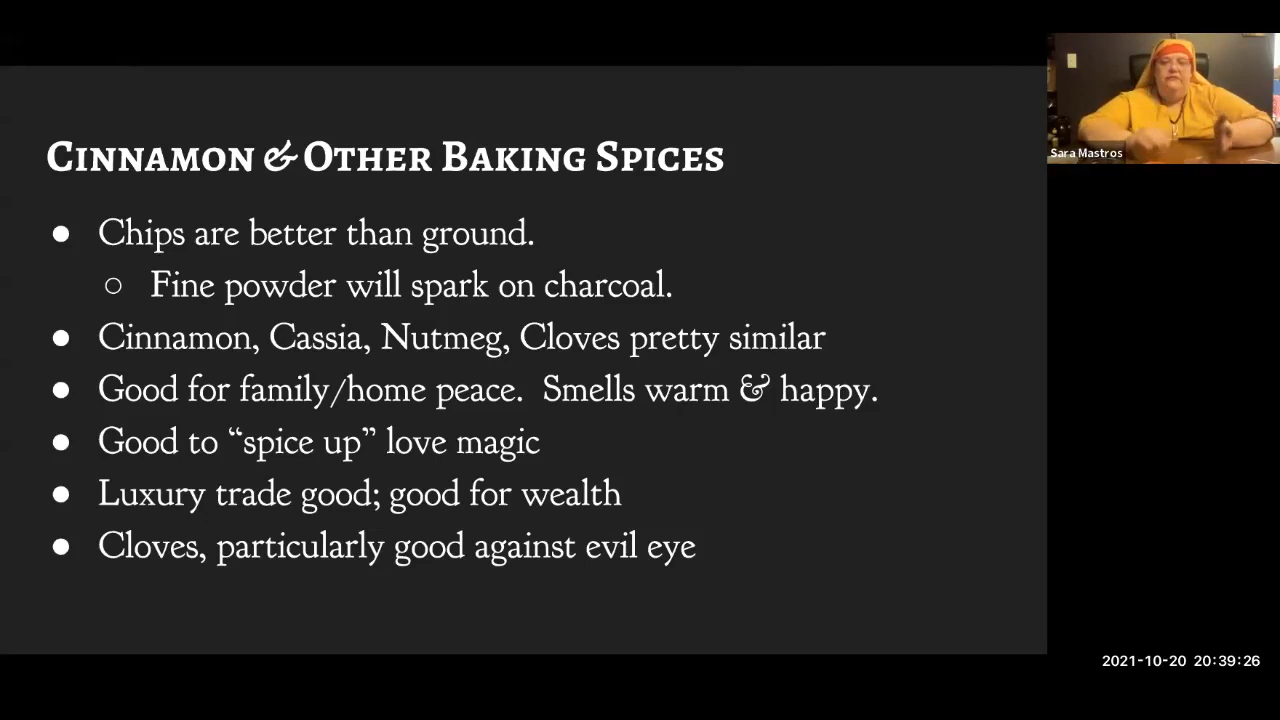 Cinnamon & Other Baking Spices
Sara Mastros
● Chips are better than ground.
○ Fine powder will spark on charcoal.
● Cinnamon, Cassia, Nutmeg, Cloves pretty similar
● Good for family/home peace.  Smells warm & happy.
● Good to “spice up” love magic
● Luxury trade good; good for wealth
● Cloves, particularly good against evil eye
2021-10-20 20:39:26